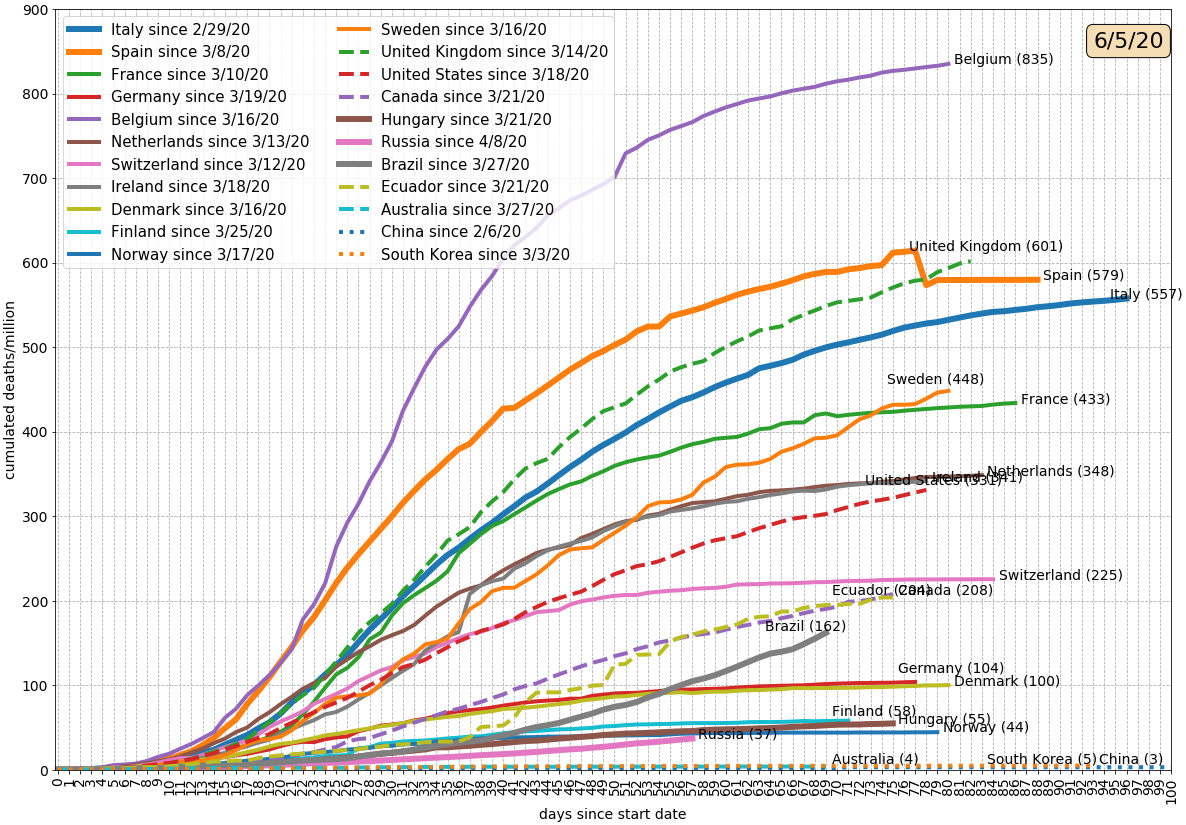 900
800
700
600
500
400
300
200
100
0
cumulated deaths/million
Italy since 2/29/20
Spain since 3/8/20
France since 3/10/20
Germany since 3/19/20
Belgium since 3/16/20
Netherlands since 3/13/20
Switzerland since 3/12/20
Ireland since 3/18/20
Denmark since 3/16/20
Finland since 3/25/20
Norway since 3/17/20
Sweden since 3/16/20
United Kingdom since 3/14/20
United States since 3/18/20
Canada since 3/21/20
Hungary since 3/21/20
Russia since 4/8/20
Brazil since 3/27/20
Ecuador since 3/21/20
Australia since 3/27/20
China since 2/6/20
South Korea since 3/3/20
6/5/20
Belgium (835)
United Kingdom (601)
Spain (579)
Italy (557)
Sweden (448)
France (433)
Netherlands (348)
Ireland (341)
United States (331)
Switzerland (225)
Ecuador (204)
Canada (208)
Brazil (162)
Germany (104)
Denmark (100)
Finland (58)
Hungary (55)
Norway (44)
Russia (37)
Australia (4)
South Korea (5)
China (3)
0 1 2 3 4 5 6 7 8 9 10 11 12 13 14 15 16 17 18 19 20 21 22 23 24 25 26 27 28 29 30 31 32 33 34 35 36 37 38 39 40 41 42 43 44 45 46 47 48 49 50 51 52 53 54 55 56 57 58 59 60 61 62 63 64 65 66 67 68 69 70 71 72 73 74 75 76 77 78 79 80 81 82 83 84 85 86 87 88 89 90 91 92 93 94 95 96 97 98 99 100
days since start date